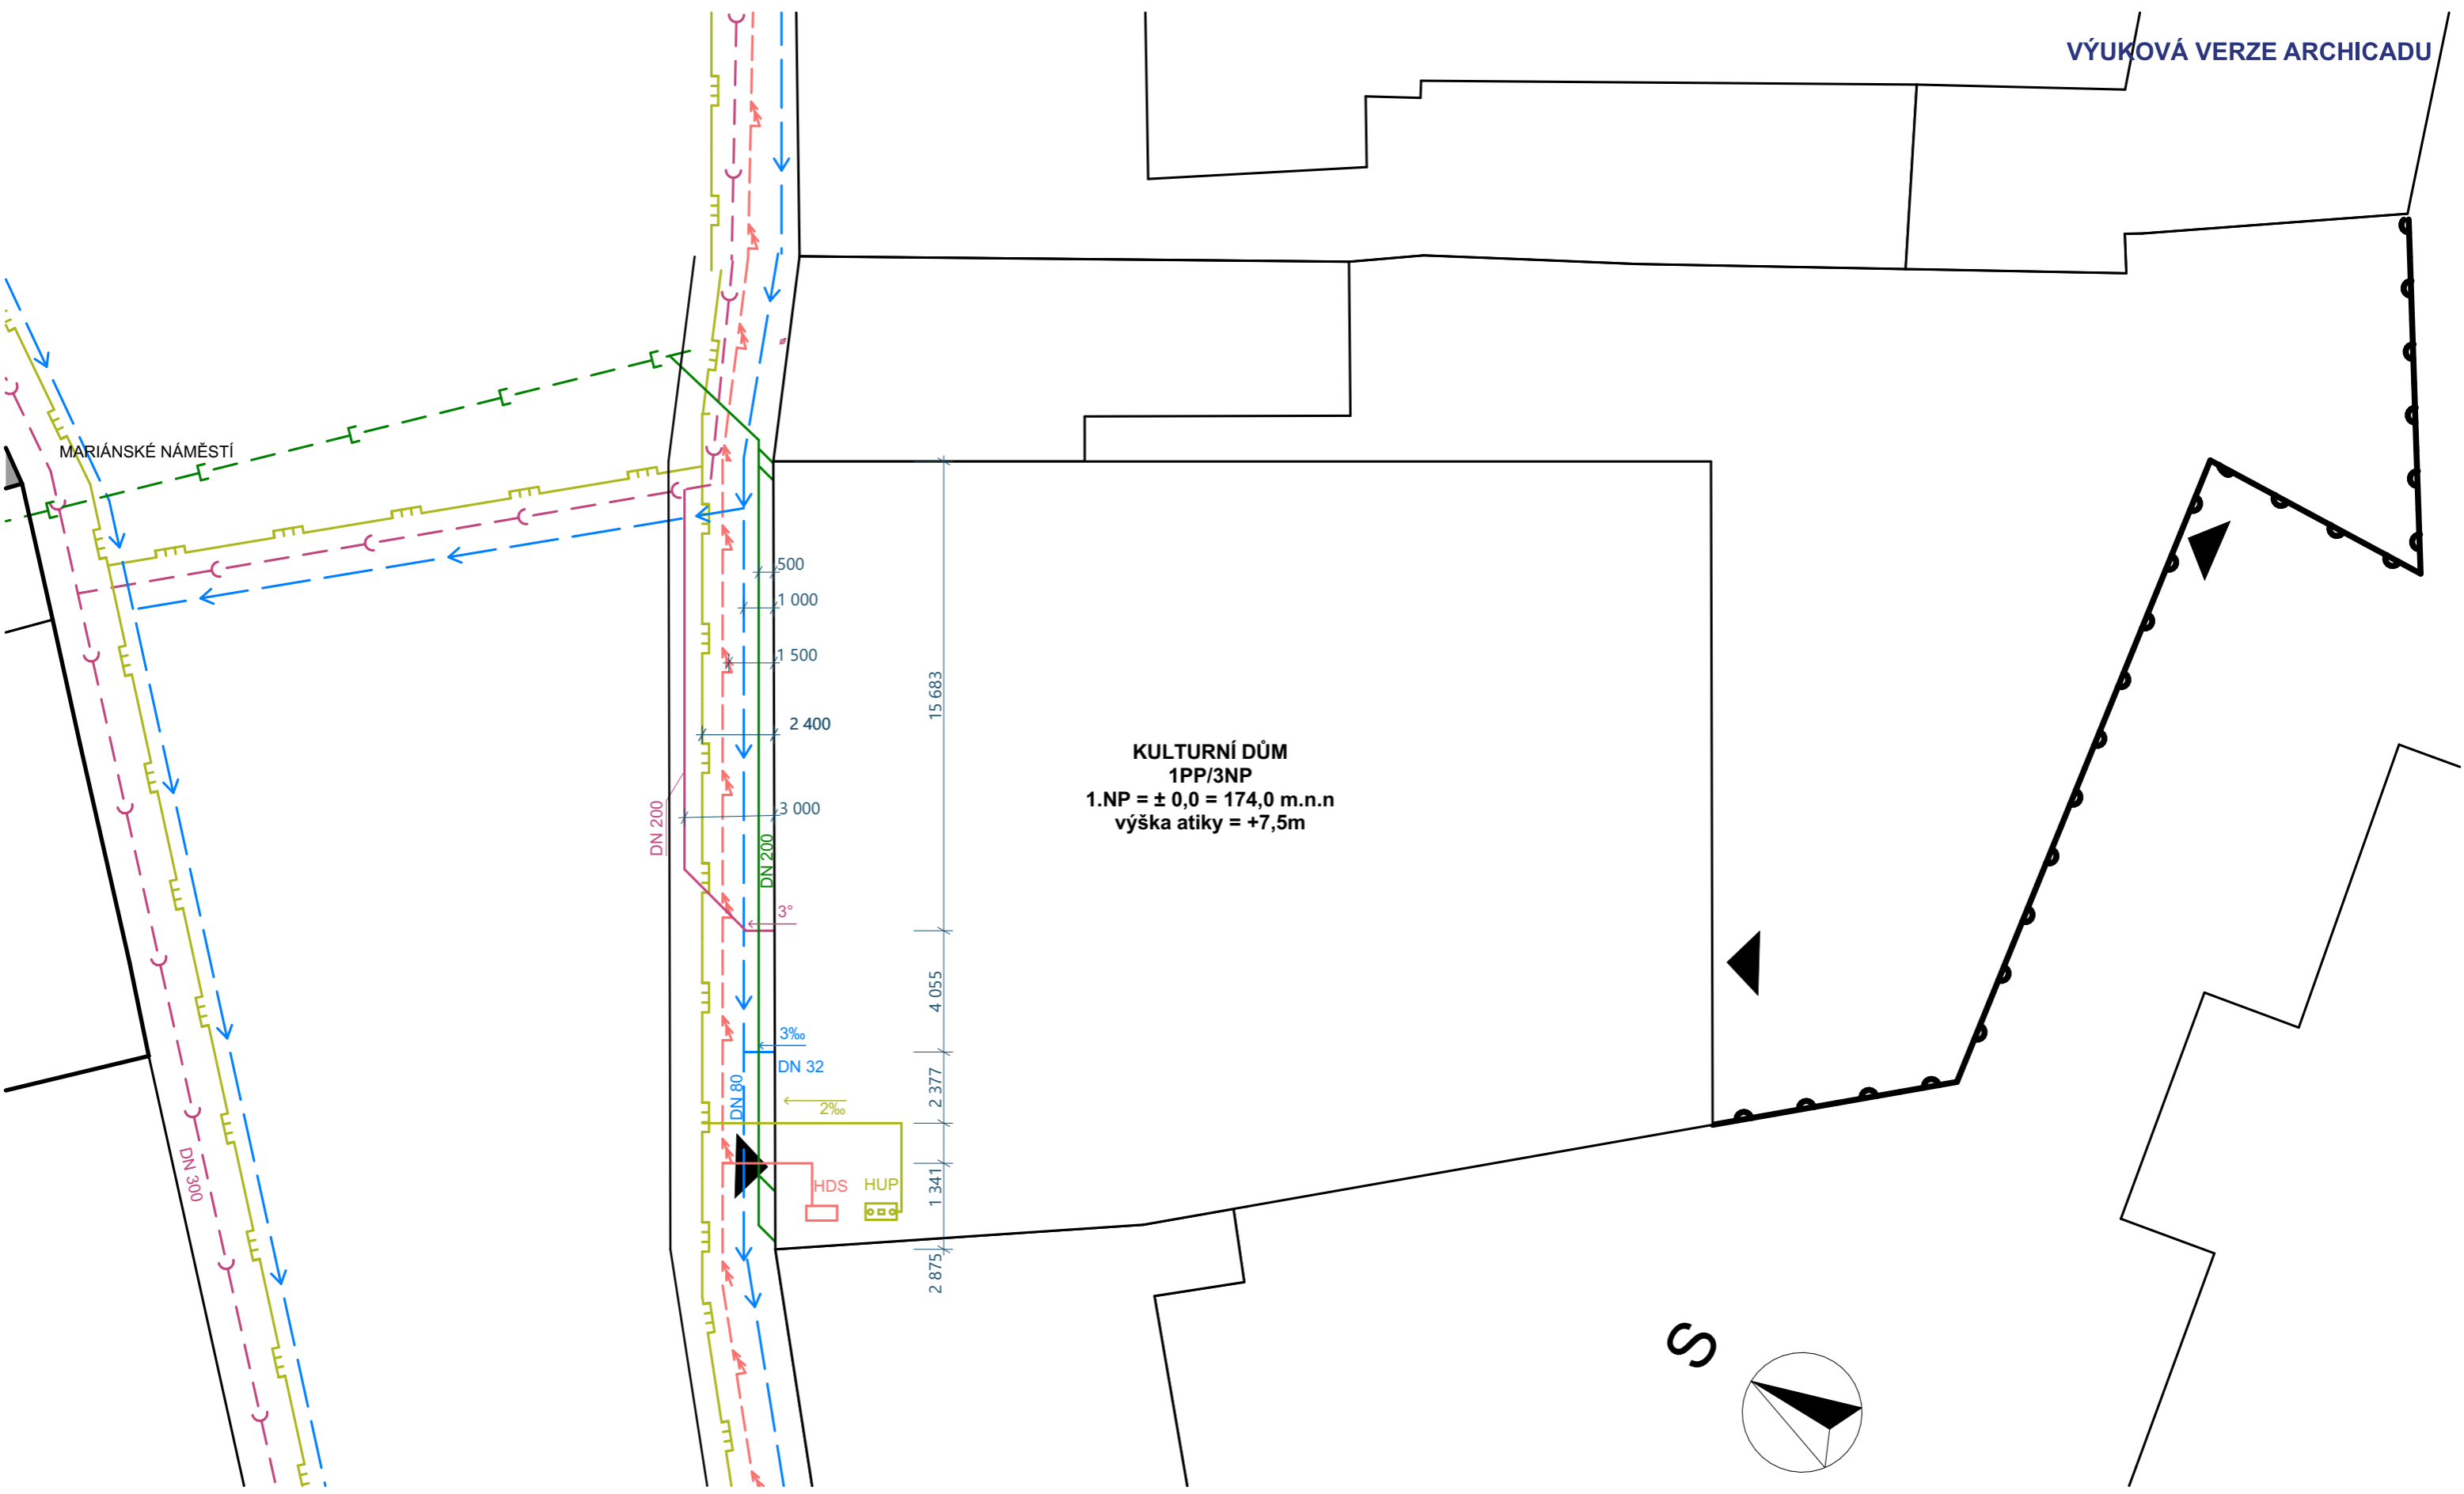 VÝUKOVÁ VERZE ARCHICADU
MARIÁNSKÉ NÁMĚSTÍ
500
1 000
1 500
2 400
3 000
15 683
4 055
2 377
1 341
2 875
KULTURNÍ DŮM
1PP/3NP
1.NP = ± 0,0 = 174,0 m.n.n
výška atiky = +7,5m
DN 200
DN 200
3°
3‰
DN 32
DN 80
2‰
HDS
HUP
DN 300
S